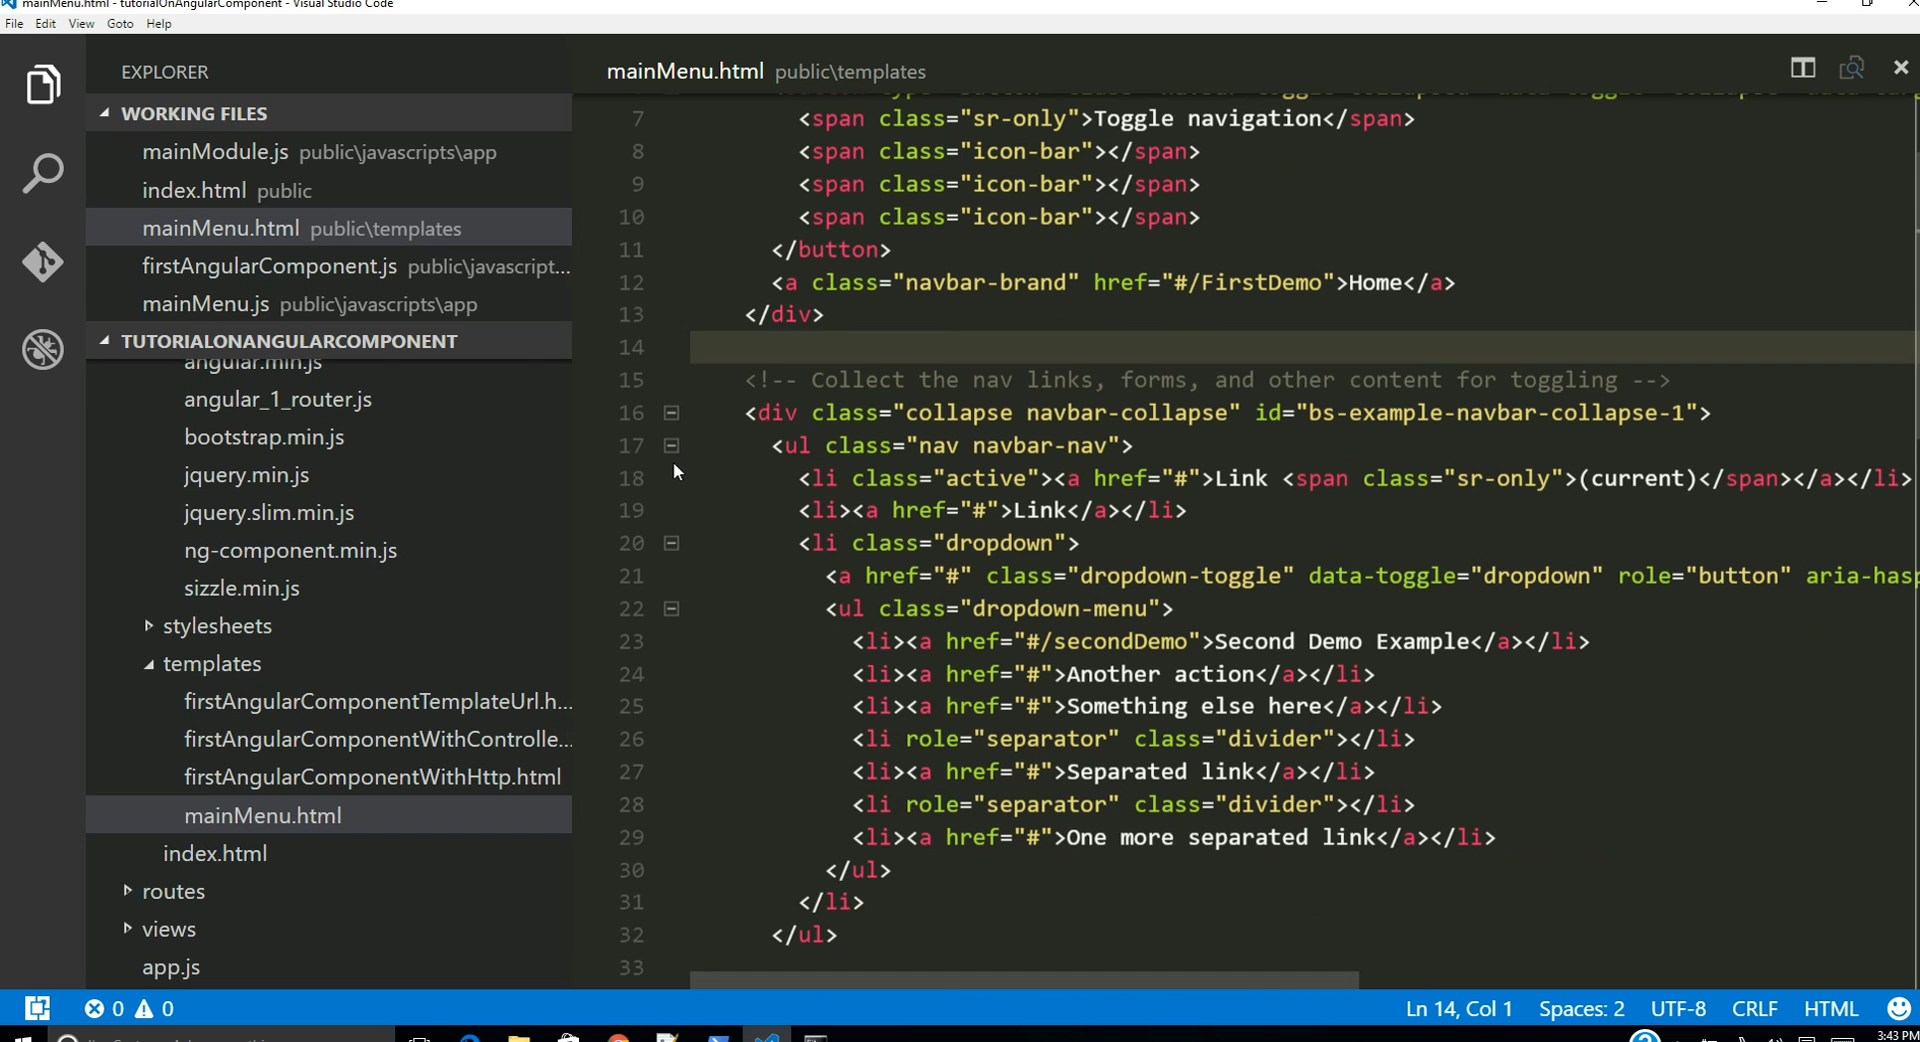 mainMenu.html - tutorialOnAngularComponent - Visual Studio Code
File Edit View Goto Help
EXPLORER
WORKING FILES
mainModule.js public\javascripts\app
index.html public
mainMenu.html public\templates
firstAngularComponent.js public\javascript...
mainMenu.js public\javascripts\app
TUTORIALONANGULARCOMPONENT
angular.min.js
angular_1_router.js
bootstrap.min.js
jquery.min.js
jquery.slim.min.js
ng-component.min.js
sizzle.min.js
stylesheets
templates
firstAngularComponentTemplateUrl.h...
firstAngularComponentWithControlle...
firstAngularComponentWithHttp.html
mainMenu.html
index.html
routes
views
app.js
mainMenu.html public\templates
7 <span class="sr-only">Toggle navigation</span>
8 <span class="icon-bar"></span>
9 <span class="icon-bar"></span>
10 <span class="icon-bar"></span>
11 </button>
12 <a class="navbar-brand" href="#/FirstDemo">Home</a>
13 </div>
14
15 <!-- Collect the nav links, forms, and other content for toggling -->
16 <div class="collapse navbar-collapse" id="bs-example-navbar-collapse-1">
17 <ul class="nav navbar-nav">
18 <li class="active"><a href="#">Link <span class="sr-only">(current)</span></a></li>
19 <li><a href="#">Link</a></li>
20 <li class="dropdown">
21 <a href="#" class="dropdown-toggle" data-toggle="dropdown" role="button" aria-hasp
22 <ul class="dropdown-menu">
23 <li><a href="#/secondDemo">Second Demo Example</a></li>
24 <li><a href="#">Another action</a></li>
25 <li><a href="#">Something else here</a></li>
26 <li role="separator" class="divider"></li>
27 <li><a href="#">Separated link</a></li>
28 <li role="separator" class="divider"></li>
29 <li><a href="#">One more separated link</a></li>
30 </ul>
31 </li>
32 </ul>
33
0 0 Ln 14, Col 1 Spaces: 2 UTF-8 CRLF HTML
3:43 PM